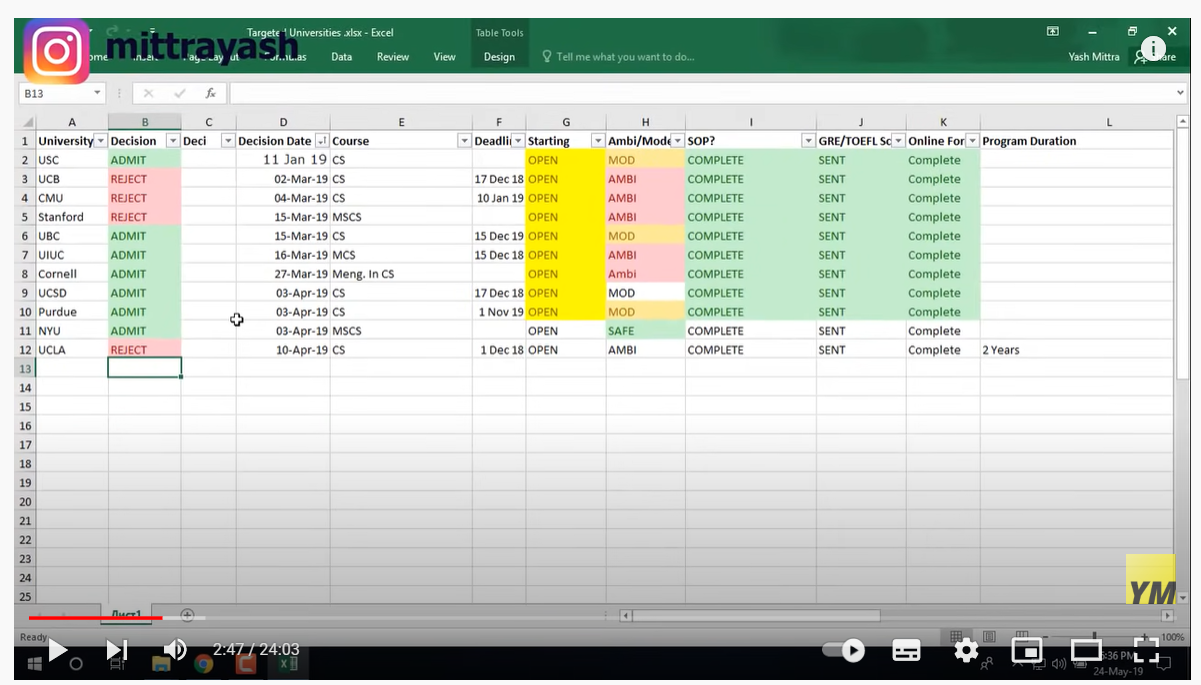 Targeted Universities .xlsx - Excel
Table Tools
mittrayash
Insert Page Layout Formulas Data Review View Design Tell me what you want to do...
Yash Mittra Share
B13 fx
A B C D E F G H I J K L
1 University Decision Deci Decision Date Course Deadli Starting Ambi/Mode SOP? GRE/TOEFL Sc Online For Program Duration
2 USC ADMIT 11 Jan 19 CS OPEN MOD COMPLETE SENT Complete
3 UCB REJECT 02-Mar-19 CS 17 Dec 18 OPEN AMBI COMPLETE SENT Complete
4 CMU REJECT 04-Mar-19 CS 10 Jan 19 OPEN AMBI COMPLETE SENT Complete
5 Stanford REJECT 15-Mar-19 MSCS OPEN AMBI COMPLETE SENT Complete
6 UBC ADMIT 15-Mar-19 CS 15 Dec 19 OPEN MOD COMPLETE SENT Complete
7 UIUC ADMIT 16-Mar-19 MCS 15 Dec 18 OPEN AMBI COMPLETE SENT Complete
8 Cornell ADMIT 27-Mar-19 Meng. In CS OPEN Ambi COMPLETE SENT Complete
9 UCSD ADMIT 03-Apr-19 CS 17 Dec 18 OPEN MOD COMPLETE SENT Complete
10 Purdue ADMIT 03-Apr-19 CS 1 Nov 19 OPEN MOD COMPLETE SENT Complete
11 NYU ADMIT 03-Apr-19 MSCS OPEN SAFE COMPLETE SENT Complete
12 UCLA REJECT 10-Apr-19 CS 1 Dec 18 OPEN AMBI COMPLETE SENT Complete 2 Years
13
14
15
16
17
18
19
20
21
22
23
24
25
YM
Лист1
Ready 100%
2:47 / 24:03
5:36 PM
24-May-19